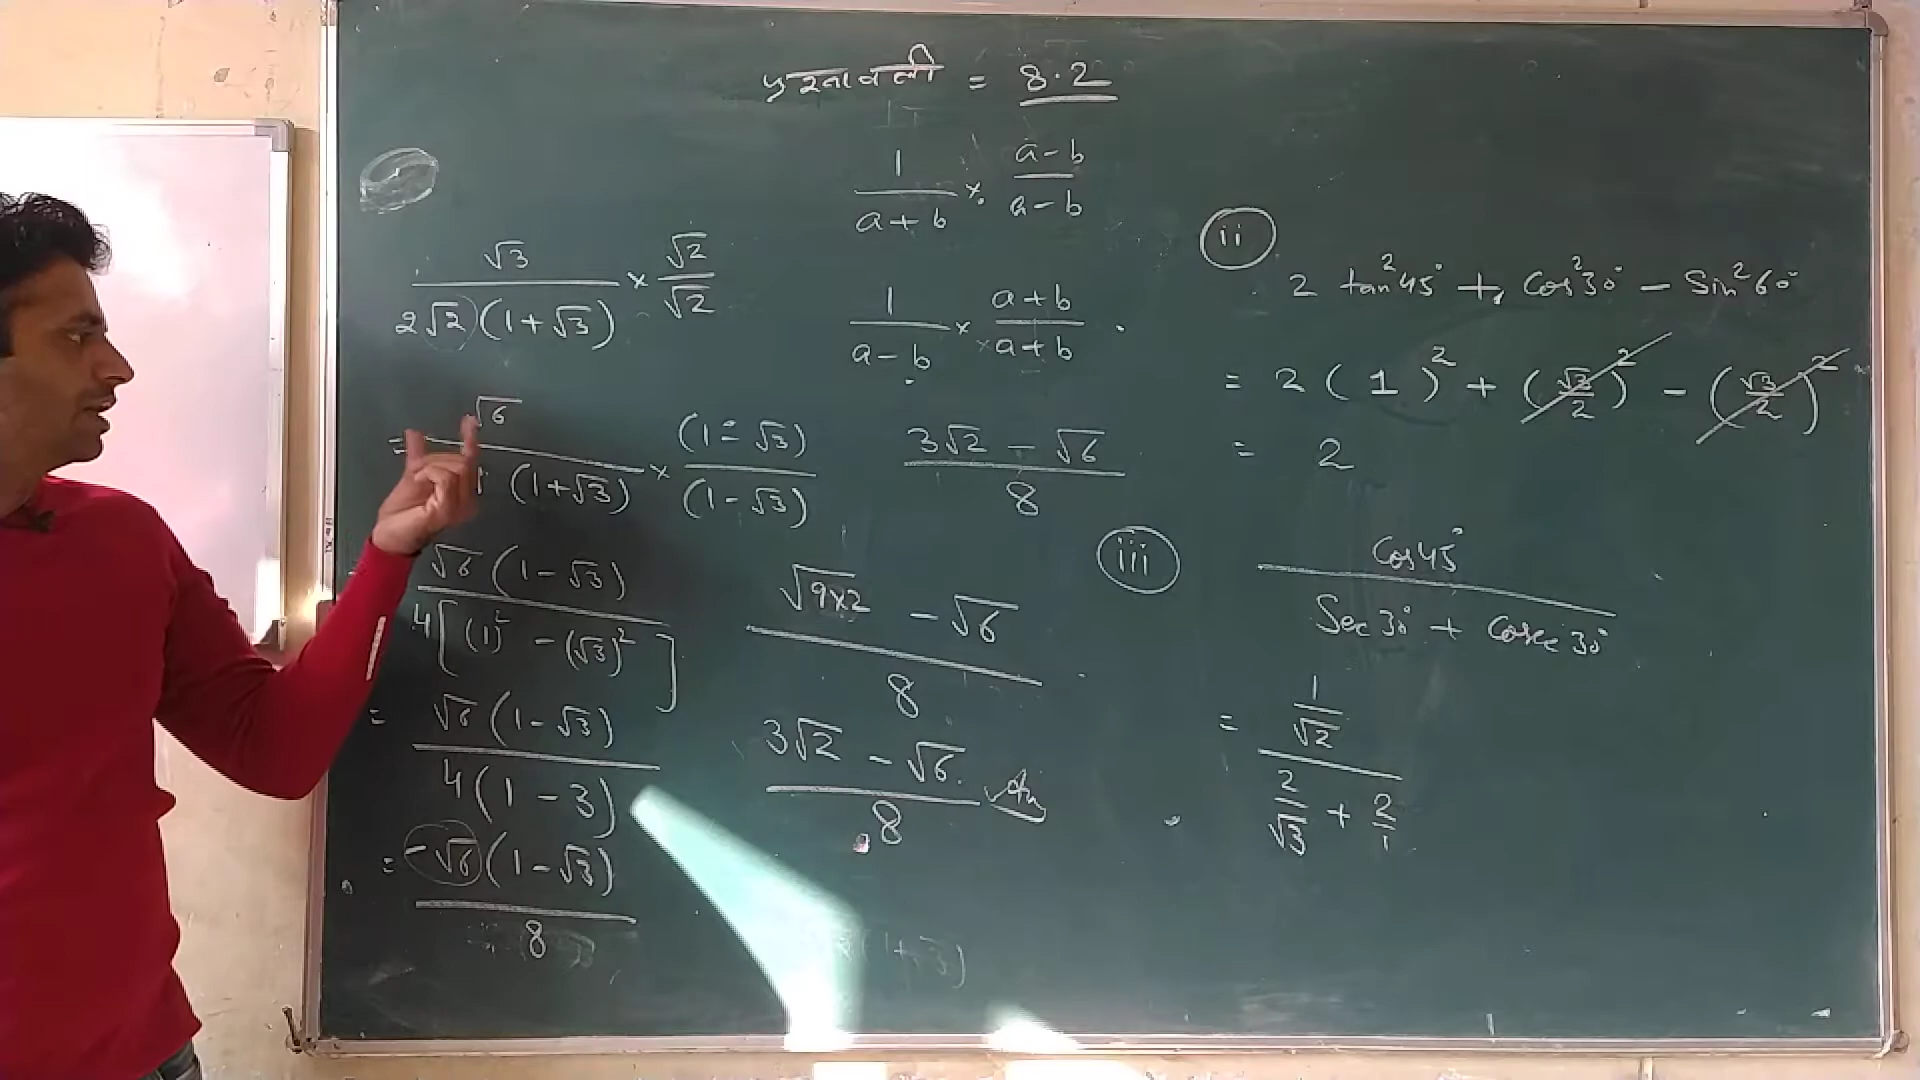 प्रश्नावली = 8.2
1/(a+b) × (a-b)/(a-b)
√3/(2√2(1+√3)) × √2/√2
1/(a-b) × (a+b)/(a+b)
= √6/((1+√3)) × (1-√3)/(1-√3)
√6(1-√3)/4[(1)² - (√3)²]
= √6(1-√3)/4(1-3)
= -√6(1-√3)/8
(3√2 - √6)/8
(√9×2 - √6)/8
(3√2 - √6)/8 Ans
(ii)
2 tan²45° + Cos²30° - Sin²60°
= 2(1)² + (√3/2)² - (√3/2)²
= 2
(iii) Cos45°/(Sec30° + Cosec30°)
= (1/√2)/(2/√3 + 2/1)